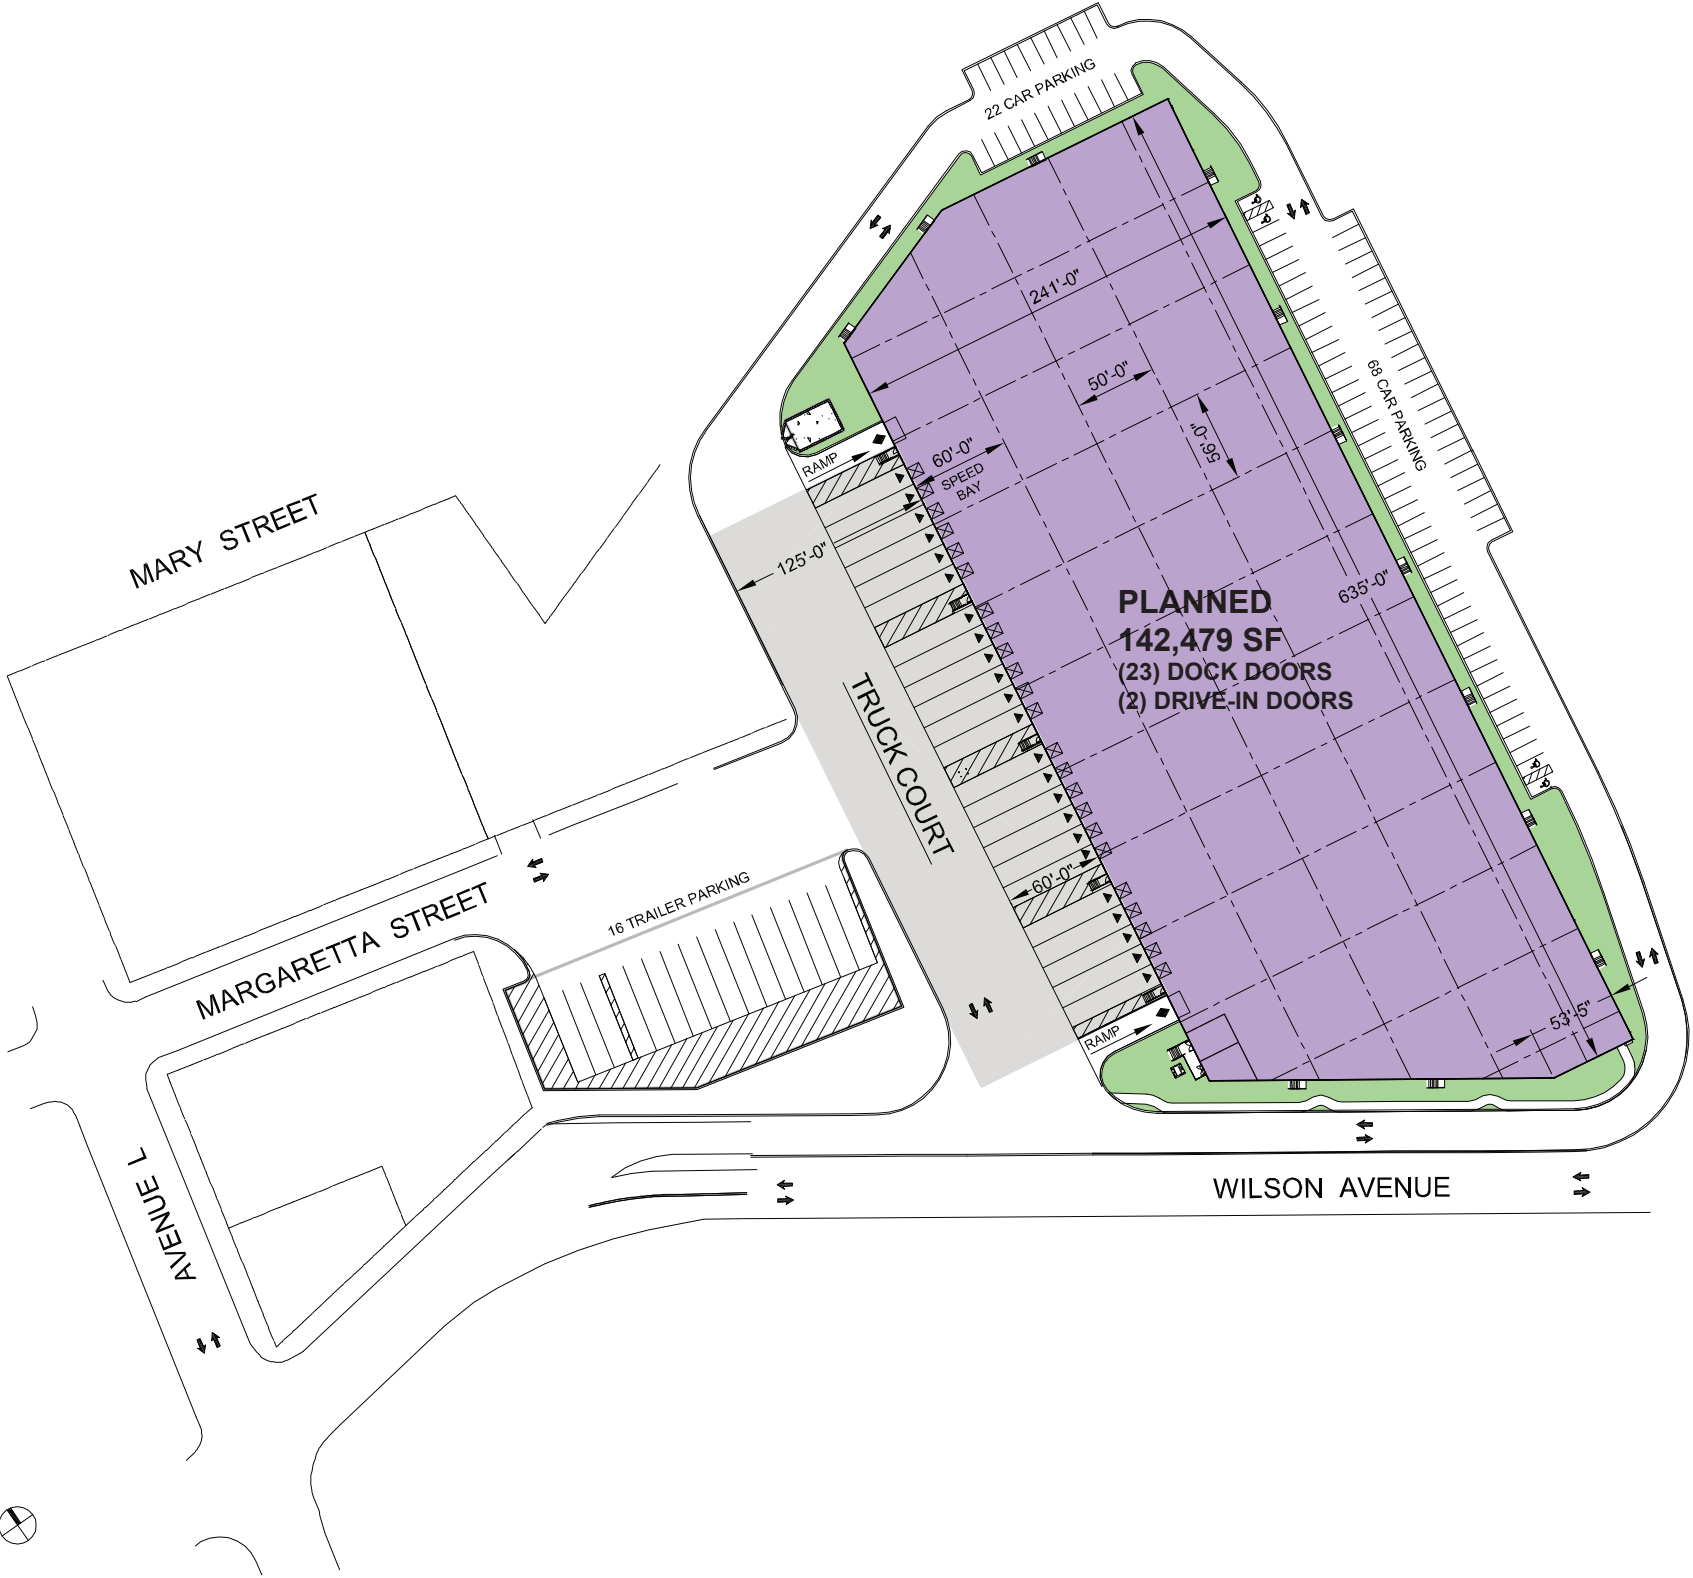 22 CAR PARKING
241'-0"
50'-0"
56'-0"
68 CAR PARKING
60'-0"
SPEED
BAY
RAMP
125'-0"
MARY STREET
635'-0"
PLANNED
142,479 SF
(23) DOCK DOORS
(2) DRIVE-IN DOORS
TRUCK COURT
60'-0"
16 TRAILER PARKING
MARGARETTA STREET
53'-5"
RAMP
AVENUE L
WILSON AVENUE